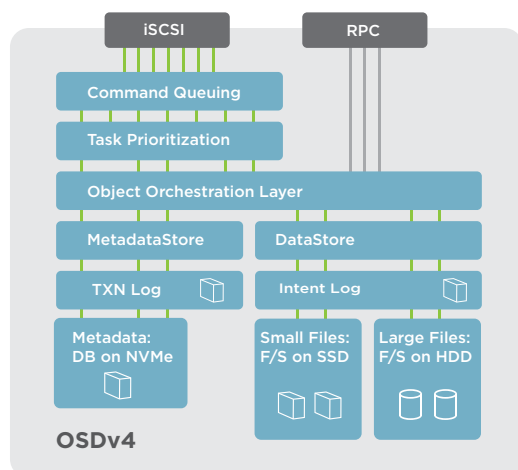 iSCSI
RPC
Command Queuing
Task Prioritization
Object Orchestration Layer
MetadataStore
DataStore
TXN Log
Intent Log
Metadata:
DB on NVMe
Small Files:
F/S on SSD
Large Files:
F/S on HDD
OSDv4